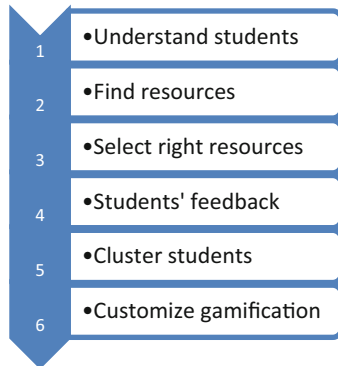 1 •Understand students
2 •Find resources
3 •Select right resources
4 •Students' feedback
5 •Cluster students
6 •Customize gamification